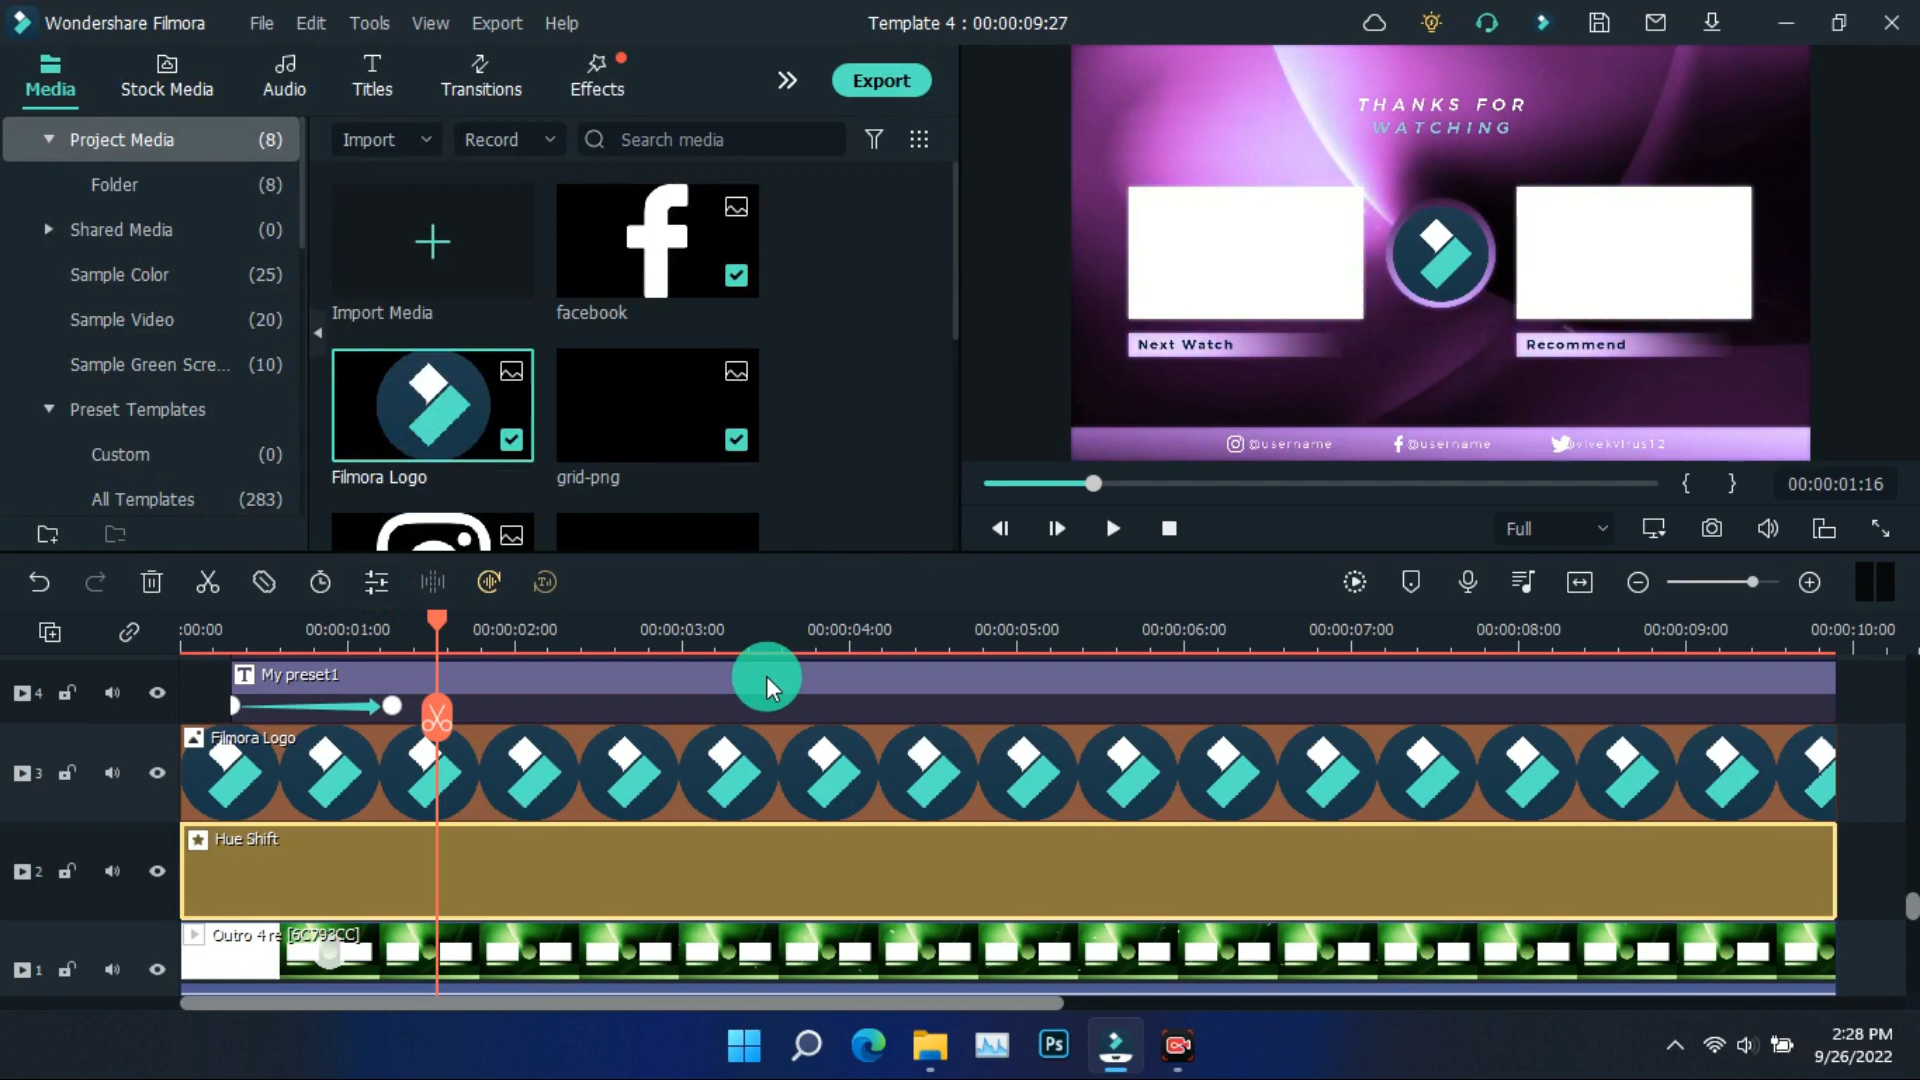 Wondershare Filmora
File Edit Tools View Export Help
Template 4 : 00:00:09:27
Media
Stock Media
Audio
Titles
Transitions
Effects
Export
Project Media (8)
Folder (8)
Shared Media (0)
Sample Color (25)
Sample Video (20)
Sample Green Scre... (10)
Preset Templates
Custom (0)
All Templates (283)
Import
Record
Search media
Import Media
facebook
Filmora Logo
grid-png
THANKS FOR
WATCHING
Next Watch
Recommend
@username
@username
@vivekvirus12
00:00:01:16
Full
:00:00 00:00:01:00 00:00:02:00 00:00:03:00 00:00:04:00 00:00:05:00 00:00:06:00 00:00:07:00 00:00:08:00 00:00:09:00 00:00:10:00
4
T My preset1
3
Filmora Logo
2
Hue Shift
1
Outro 4 re [6C793CC]
Ps
2:28 PM
9/26/2022